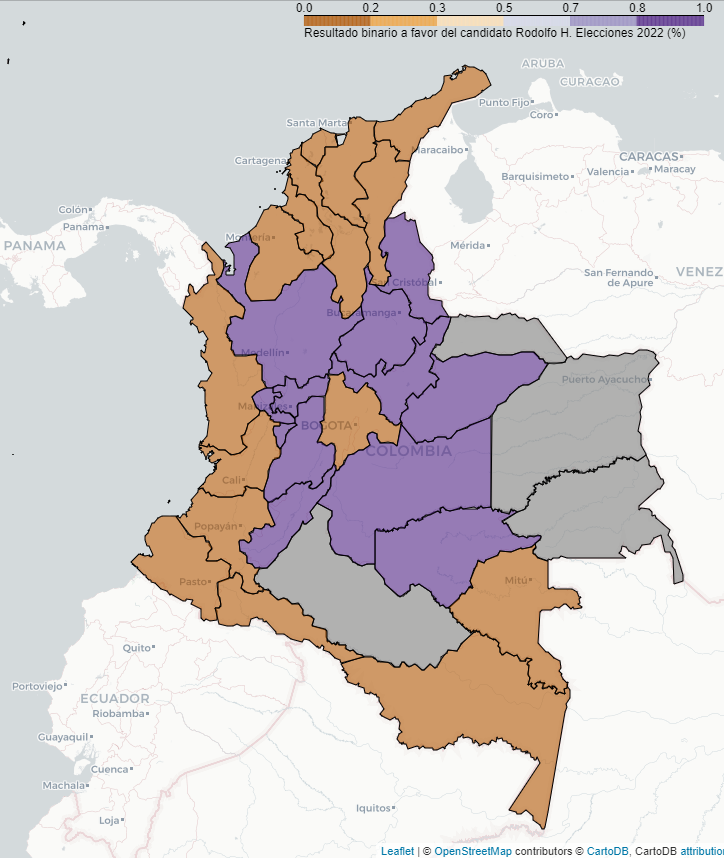 0.0 0.2 0.3 0.5 0.7 0.8 1.0
Resultado binario a favor del candidato Rodolfo H. Elecciones 2022 (%)
ARUBA
CURACAO
Punto Fijo
Coro
Santa Marta
Maracaibo
CARACAS
Cartagena
Barquisimeto
Valencia
Maracay
Colón
Panama
PANAMA
Montería
Mérida
San Cristóbal
San Fernando
de Apure
VENEZ
Bucaramanga
Medellín
Puerto Ayacucho
Manizales
BOGOTA
COLOMBIA
Cali
Popayán
Mitú
Pasto
Quito
Portoviejo
ECUADOR
Riobamba
Guayaquil
Cuenca
Machala
Iquitos
Loja
Leaflet | © OpenStreetMap contributors © CartoDB, CartoDB attribution